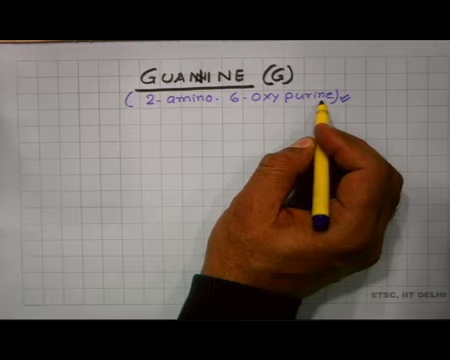 GUANINE (G)
( 2-amino- 6-oxy purine)
ETSC, IIT DELHI